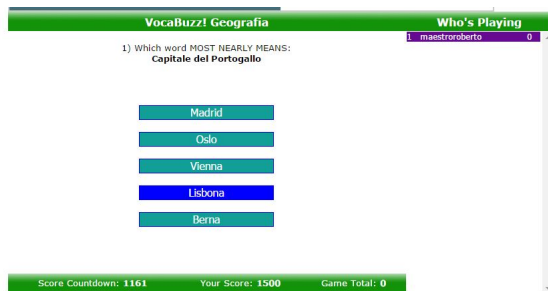 VocaBuzz! Geografia
Who's Playing
1 maestroroberto 0
1) Which word MOST NEARLY MEANS:
Capitale del Portogallo
Madrid
Oslo
Vienna
Lisbona
Berna
Score Countdown: 1161 Your Score: 1500 Game Total: 0